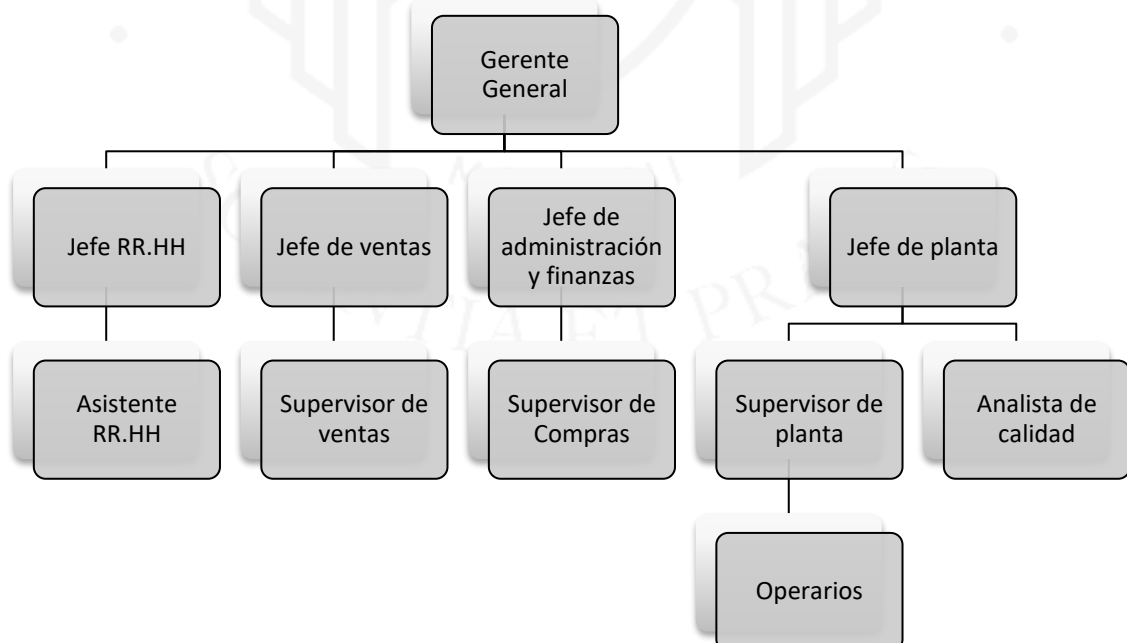 Gerente
General
Jefe RR.HH
Jefe de ventas
Jefe de
administración
y finanzas
Jefe de planta
Asistente
RR.HH
Supervisor de
ventas
Supervisor de
Compras
Supervisor de
planta
Analista de
calidad
Operarios